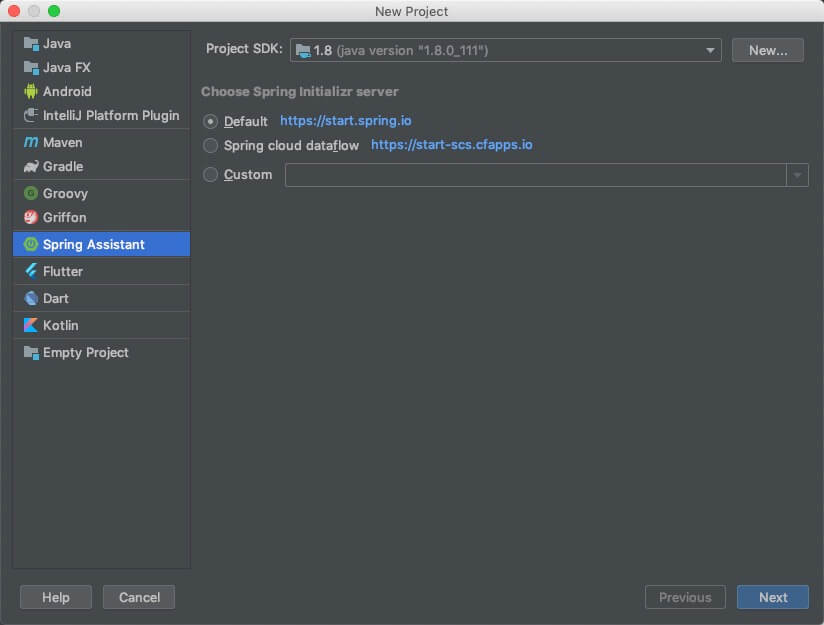 New Project
Java
Java FX
Android
IntelliJ Platform Plugin
Maven
Gradle
Groovy
Griffon
Spring Assistant
Flutter
Dart
Kotlin
Empty Project
Project SDK: 1.8 (java version "1.8.0_111") New...
Choose Spring Initializr server
Default https://start.spring.io
Spring cloud dataflow https://start-scs.cfapps.io
Custom
Help Cancel Previous Next